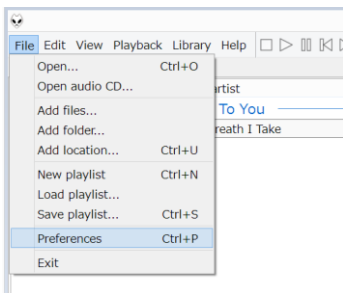 File Edit View Playback Library Help
Open... Ctrl+O
Open audio CD...
rtist
Add files...
To You
Add folder...
reath I Take
Add location... Ctrl+U
New playlist Ctrl+N
Load playlist...
Save playlist... Ctrl+S
Preferences Ctrl+P
Exit